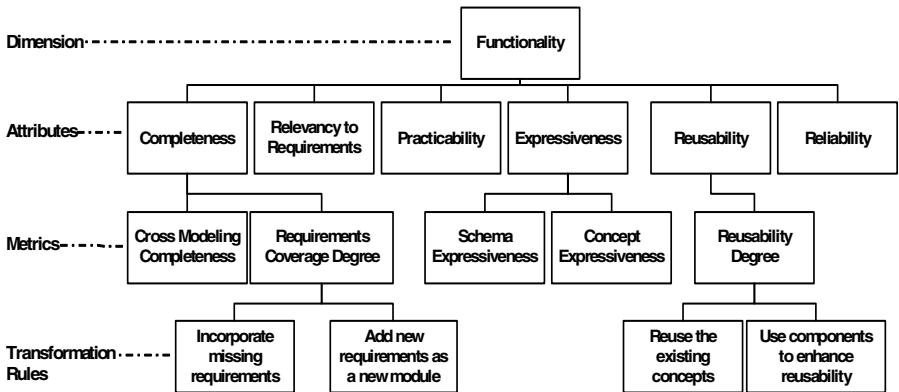 Dimension
Functionality
Attributes
Completeness
Relevancy to
Requirements
Practicability
Expressiveness
Reusability
Reliability
Metrics
Cross Modeling
Completeness
Requirements
Coverage Degree
Schema
Expressiveness
Concept
Expressiveness
Reusability
Degree
Transformation
Rules
Incorporate
missing
requirements
Add new
requirements as
a new module
Reuse the
existing
concepts
Use components
to enhance
reusability